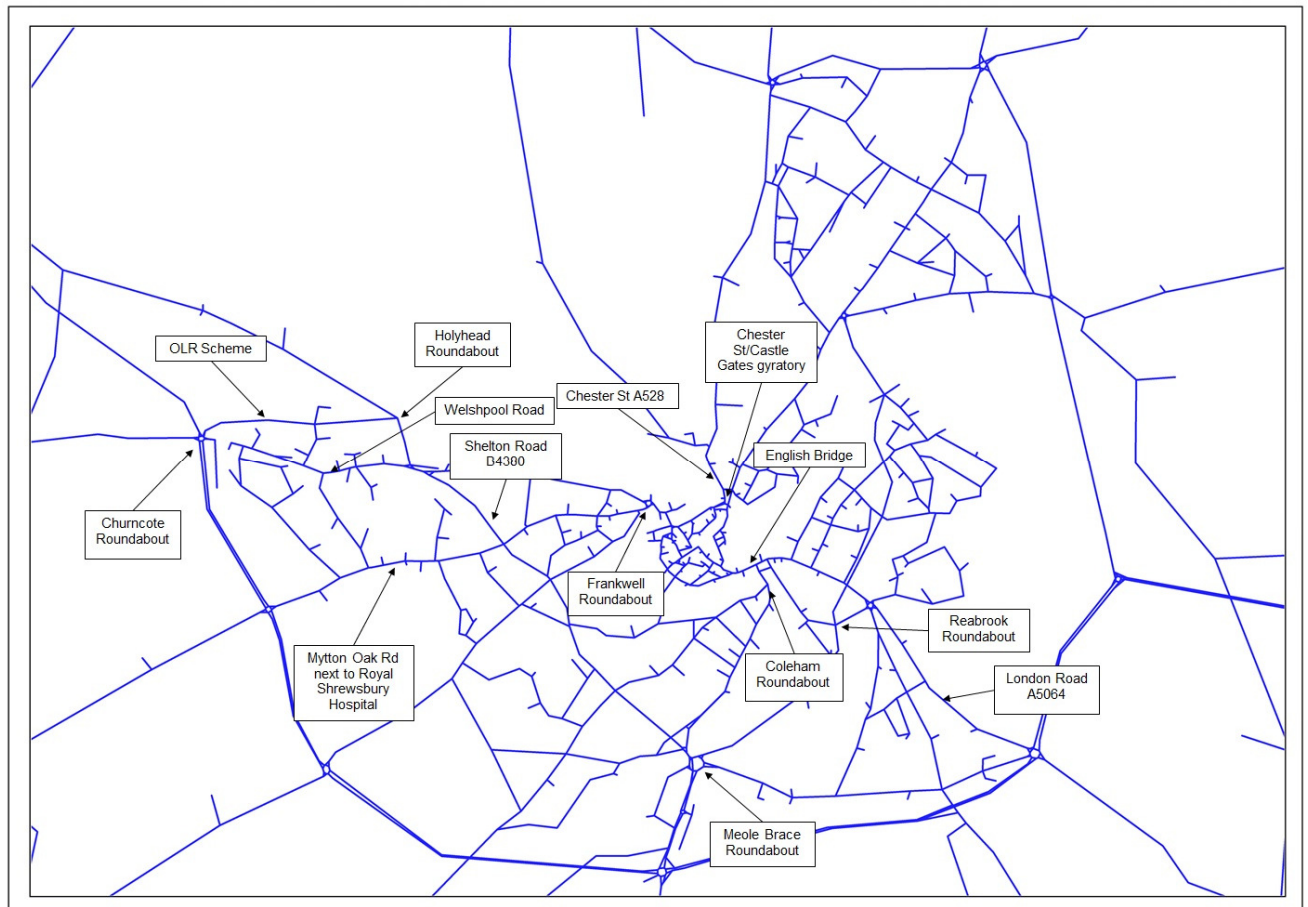 Holyhead
Roundabout
Chester
St/Castle
Gates gyratory
OLR Scheme
Chester St A528
Welshpool Road
Shelton Road
B4380
English Bridge
Churncote
Roundabout
Frankwell
Roundabout
Reabrook
Roundabout
Mytton Oak Rd
next to Royal
Shrewsbury
Hospital
Coleham
Roundabout
London Road
A5064
Meole Brace
Roundabout